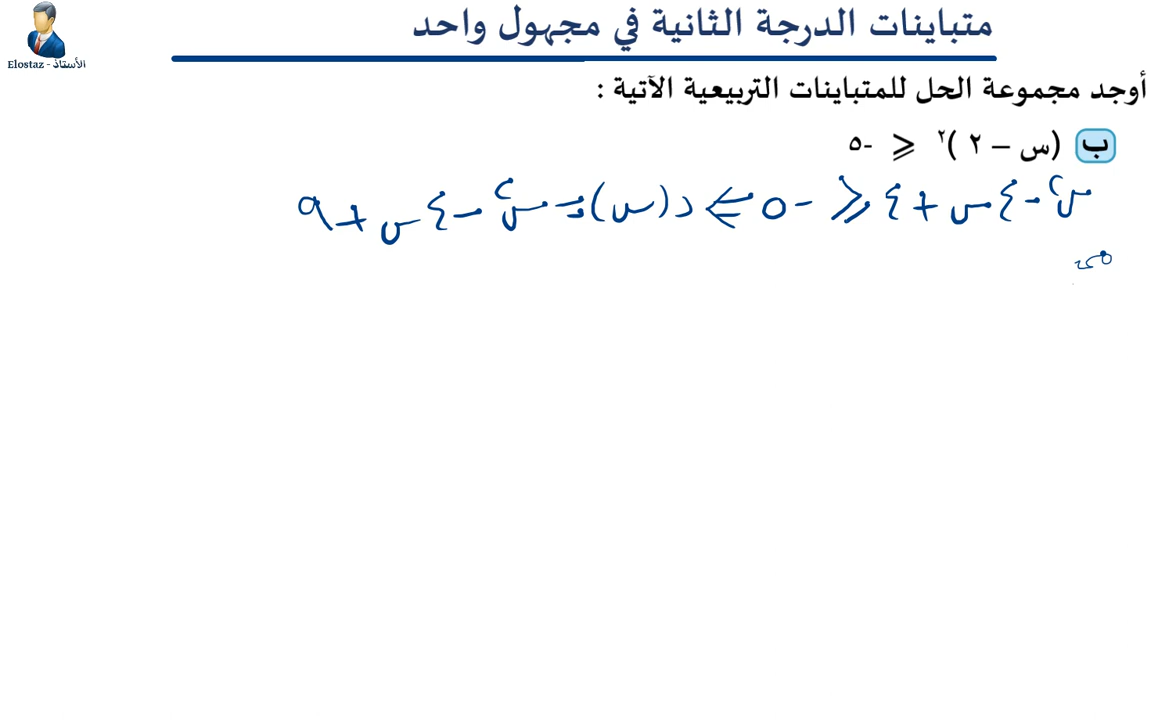 متباينات الدرجة الثانية في مجهول واحد
Elostaz - الأستاذ
أوجد مجموعة الحل للمتباينات التربيعية الآتية :
ب (س – ٢ )٢ ⩽ -٥
س٢ - ٤س + ٤ ⩽ -٥ ⇐ د(س) = س٢ - ٤س + ٩